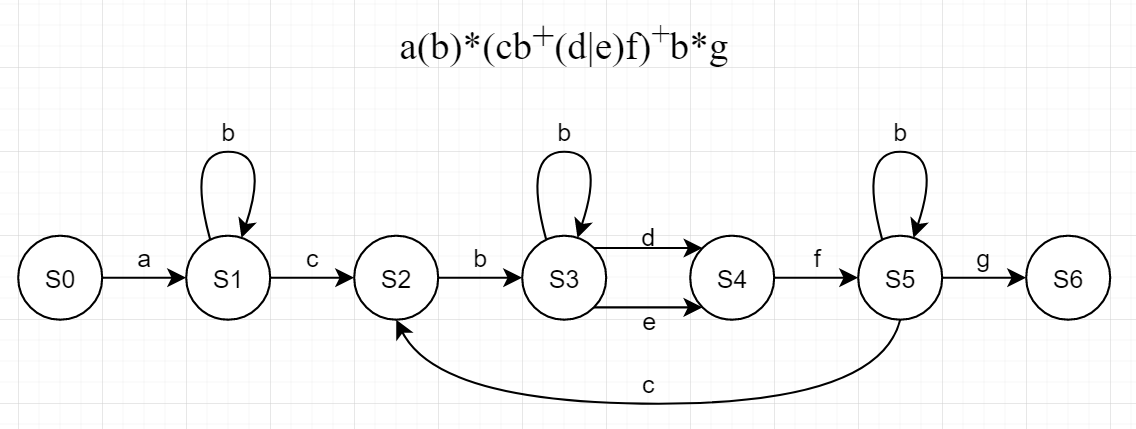 a(b)*(cb+(d|e)f)+b*g
b b b
S0 a S1 c S2 b S3 d S4 f S5 g S6
e
c